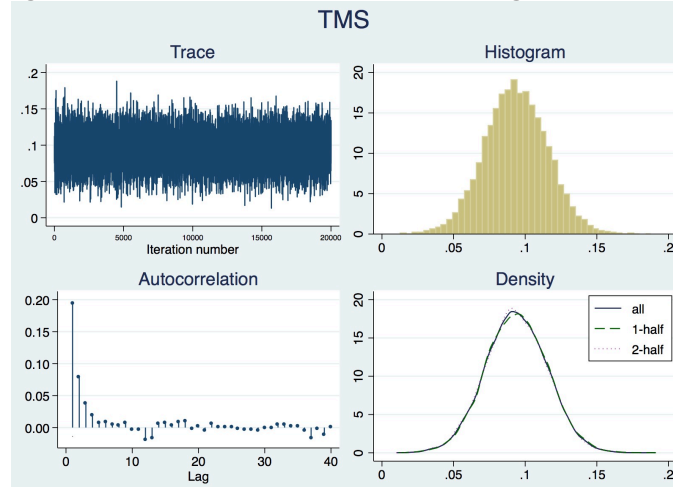 TMS
Trace
.2
.15
.1
.05
0
0 5000 10000 15000 20000
Iteration number
Histogram
20
15
10
5
0
0 .05 .1 .15 .2
Autocorrelation
0.20
0.15
0.10
0.05
0.00
0 10 20 30 40
Lag
Density
20
15
10
5
0
0 .05 .1 .15 .2
all
1-half
2-half